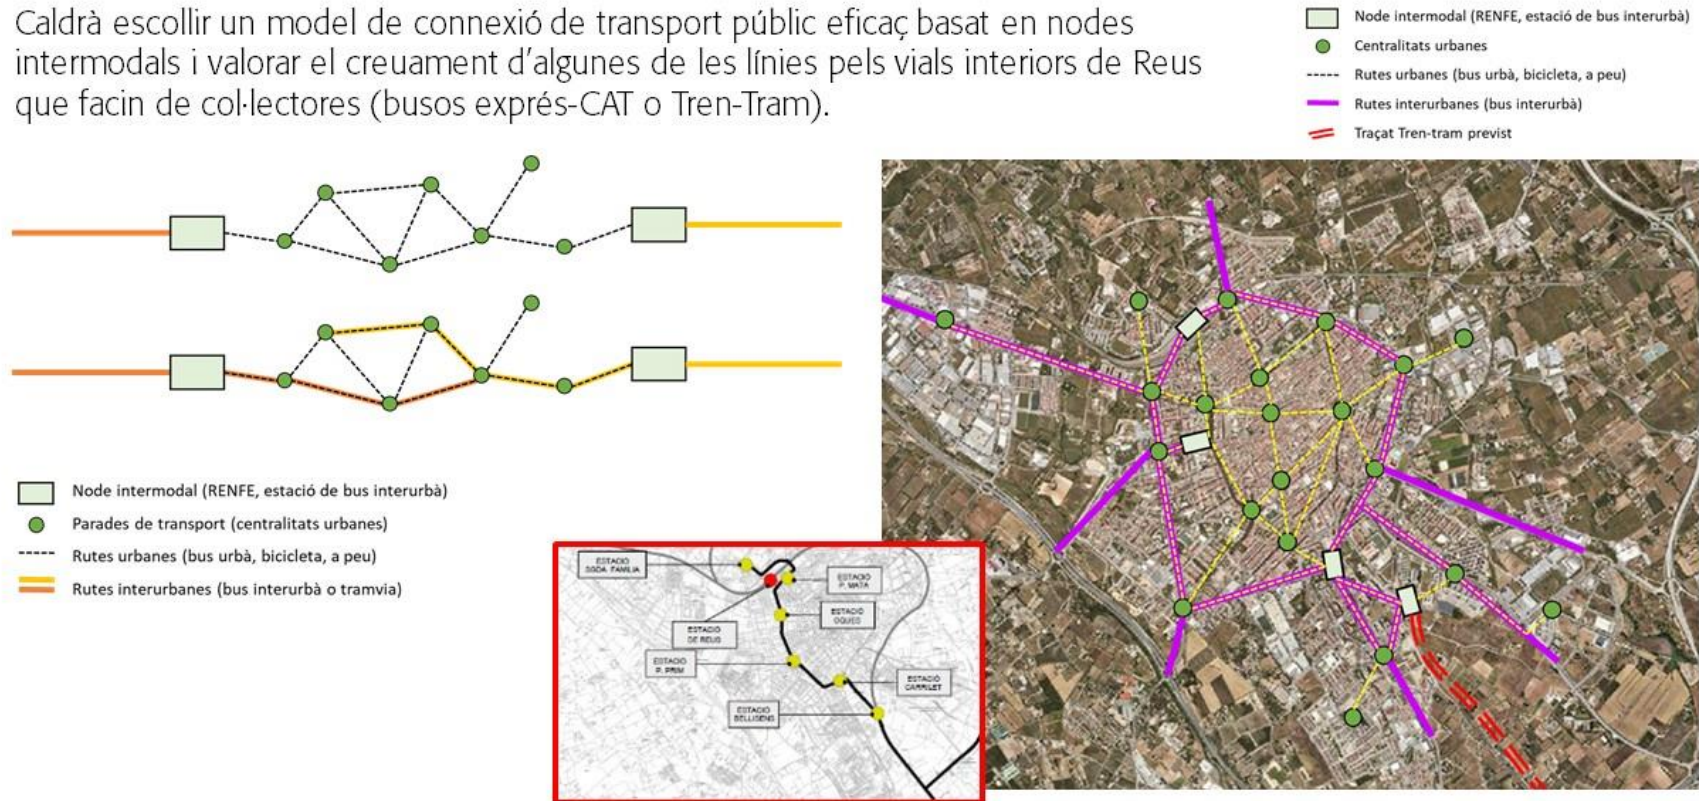 Caldrà escollir un model de connexió de transport públic eficaç basat en nodes
intermodals i valorar el creuament d'algunes de les línies pels vials interiors de Reus
que facin de col·lectores (busos exprés-CAT o Tren-Tram).
Node intermodal (RENFE, estació de bus interurbà)
Centralitats urbanes
Rutes urbanes (bus urbà, bicicleta, a peu)
Rutes interurbanes (bus interurbà)
Traçat Tren-tram previst
Node intermodal (RENFE, estació de bus interurbà)
Parades de transport (centralitats urbanes)
Rutes urbanes (bus urbà, bicicleta, a peu)
Rutes interurbanes (bus interurbà o tramvia)
ESTACIÓ
SGDA. FAMÍLIA
ESTACIÓ
P. MATA
ESTACIÓ
OQUES
ESTACIÓ
DE REUS
ESTACIÓ
P. PRIM
ESTACIÓ
CARRILET
ESTACIÓ
BELLISENS